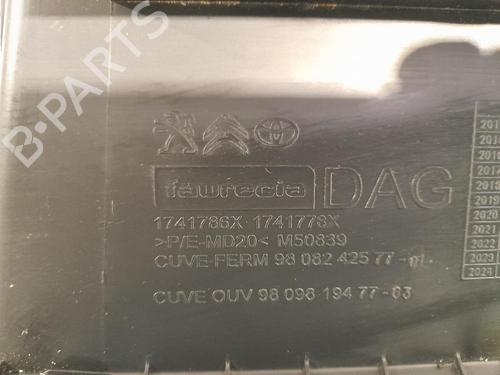 faurecia DAG
1741786X-1741778X
>P/E-MD20< M50839
CUVE-FERM 98 082 425 77-01
CUVE OUV 98 098 194 77-03
2016
2017
2018
2019
2020
2021
2022
2023
2024